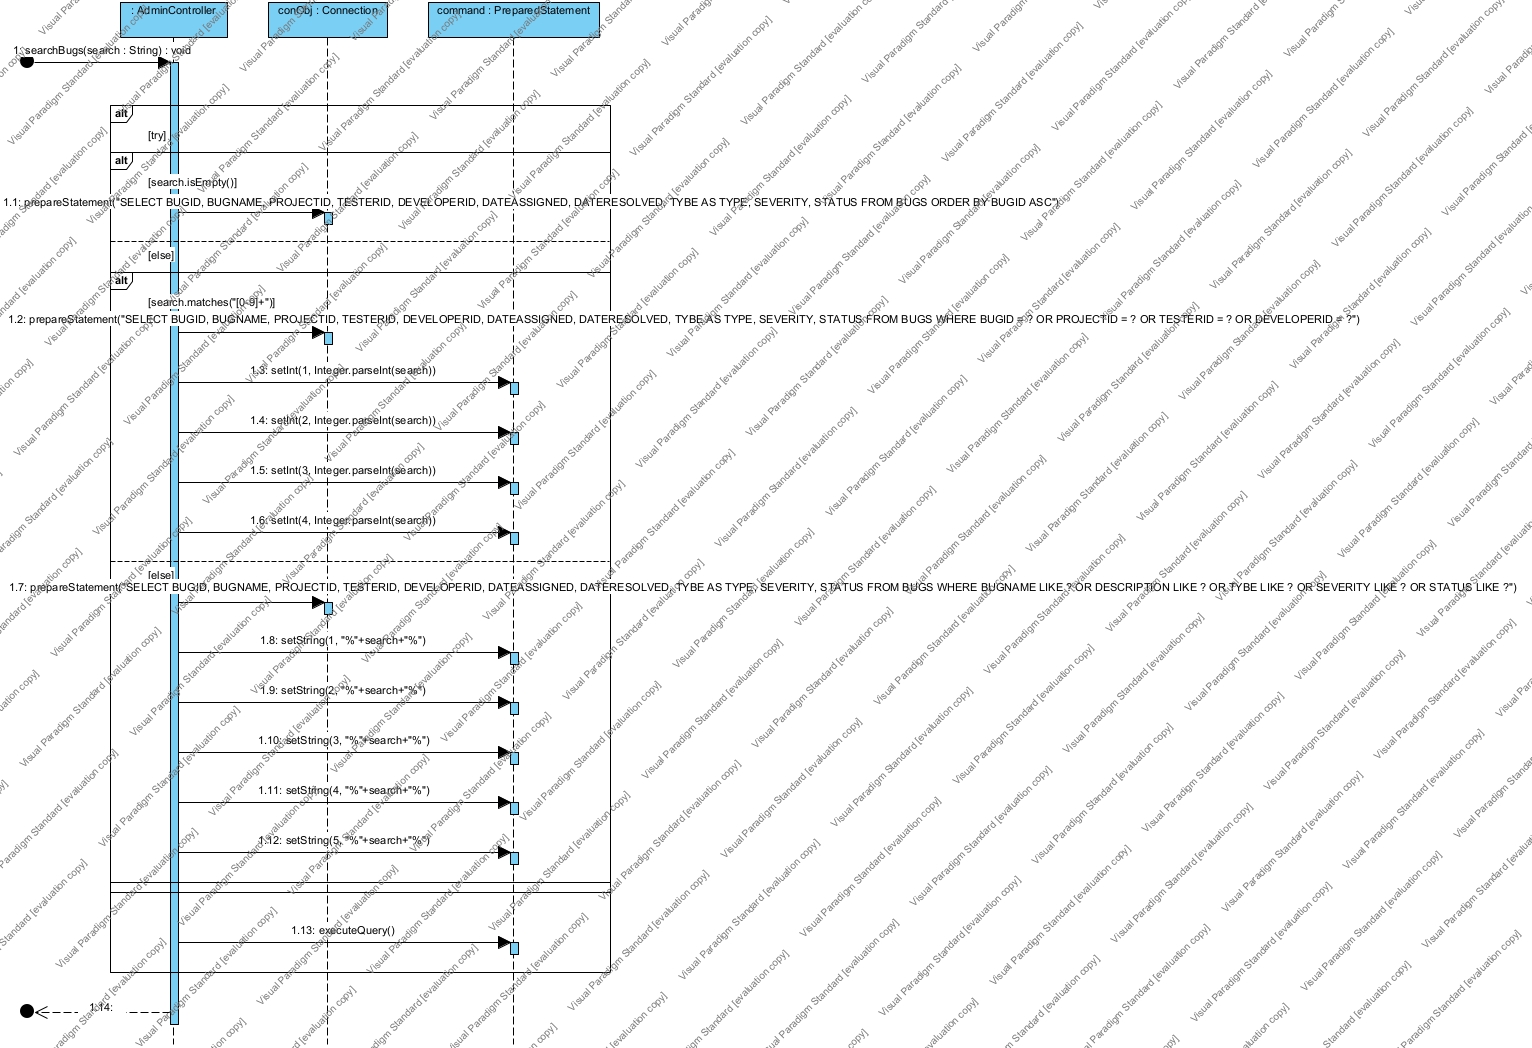 : AdminController
conObj : Connection
command : PreparedStatement
1: searchBugs(search : String) : void
alt
[try]
alt
[search.isEmpty()]
1.1: prepareStatement("SELECT BUGID, BUGNAME, PROJECTID, TESTERID, DEVELOPERID, DATEASSIGNED, DATERESOLVED, TYBE AS TYPE, SEVERITY, STATUS FROM BUGS ORDER BY BUGID ASC")
[else]
alt
[search.matches("[0-9]+")]
1.2: prepareStatement("SELECT BUGID, BUGNAME, PROJECTID, TESTERID, DEVELOPERID, DATEASSIGNED, DATERESOLVED, TYBE AS TYPE, SEVERITY, STATUS FROM BUGS WHERE BUGID = ? OR PROJECTID = ? OR TESTERID = ? OR DEVELOPERID = ?")
1.3: setInt(1, Integer.parseInt(search))
1.4: setInt(2, Integer.parseInt(search))
1.5: setInt(3, Integer.parseInt(search))
1.6: setInt(4, Integer.parseInt(search))
[else]
1.7: prepareStatement("SELECT BUGID, BUGNAME, PROJECTID, TESTERID, DEVELOPERID, DATEASSIGNED, DATERESOLVED, TYBE AS TYPE, SEVERITY, STATUS FROM BUGS WHERE BUGNAME LIKE ? OR DESCRIPTION LIKE ? OR TYBE LIKE ? OR SEVERITY LIKE ? OR STATUS LIKE ?")
1.8: setString(1, "%"+search+"%")
1.9: setString(2, "%"+search+"%")
1.10: setString(3, "%"+search+"%")
1.11: setString(4, "%"+search+"%")
1.12: setString(5, "%"+search+"%")
1.13: executeQuery()
1.14:
Visual Paradigm Standard [evaluation copy]